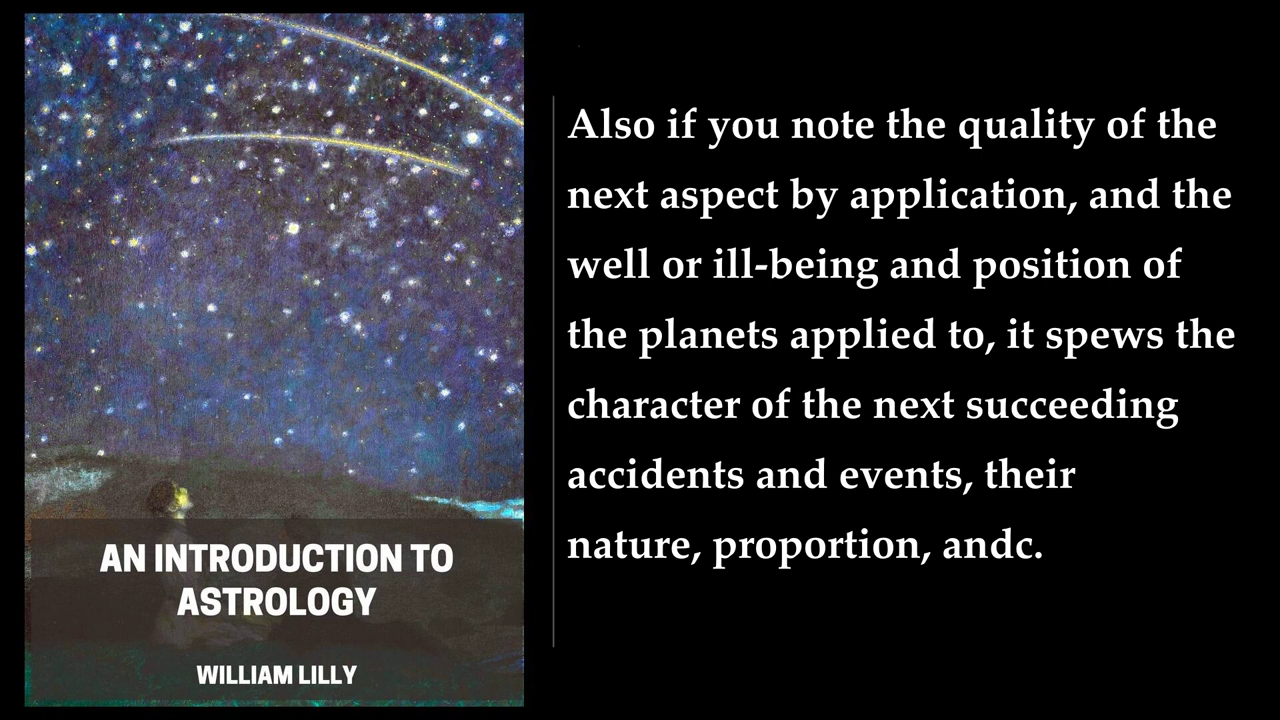 AN INTRODUCTION TO
ASTROLOGY
WILLIAM LILLY
Also if you note the quality of the
next aspect by application, and the
well or ill-being and position of
the planets applied to, it spews the
character of the next succeeding
accidents and events, their
nature, proportion, andc.